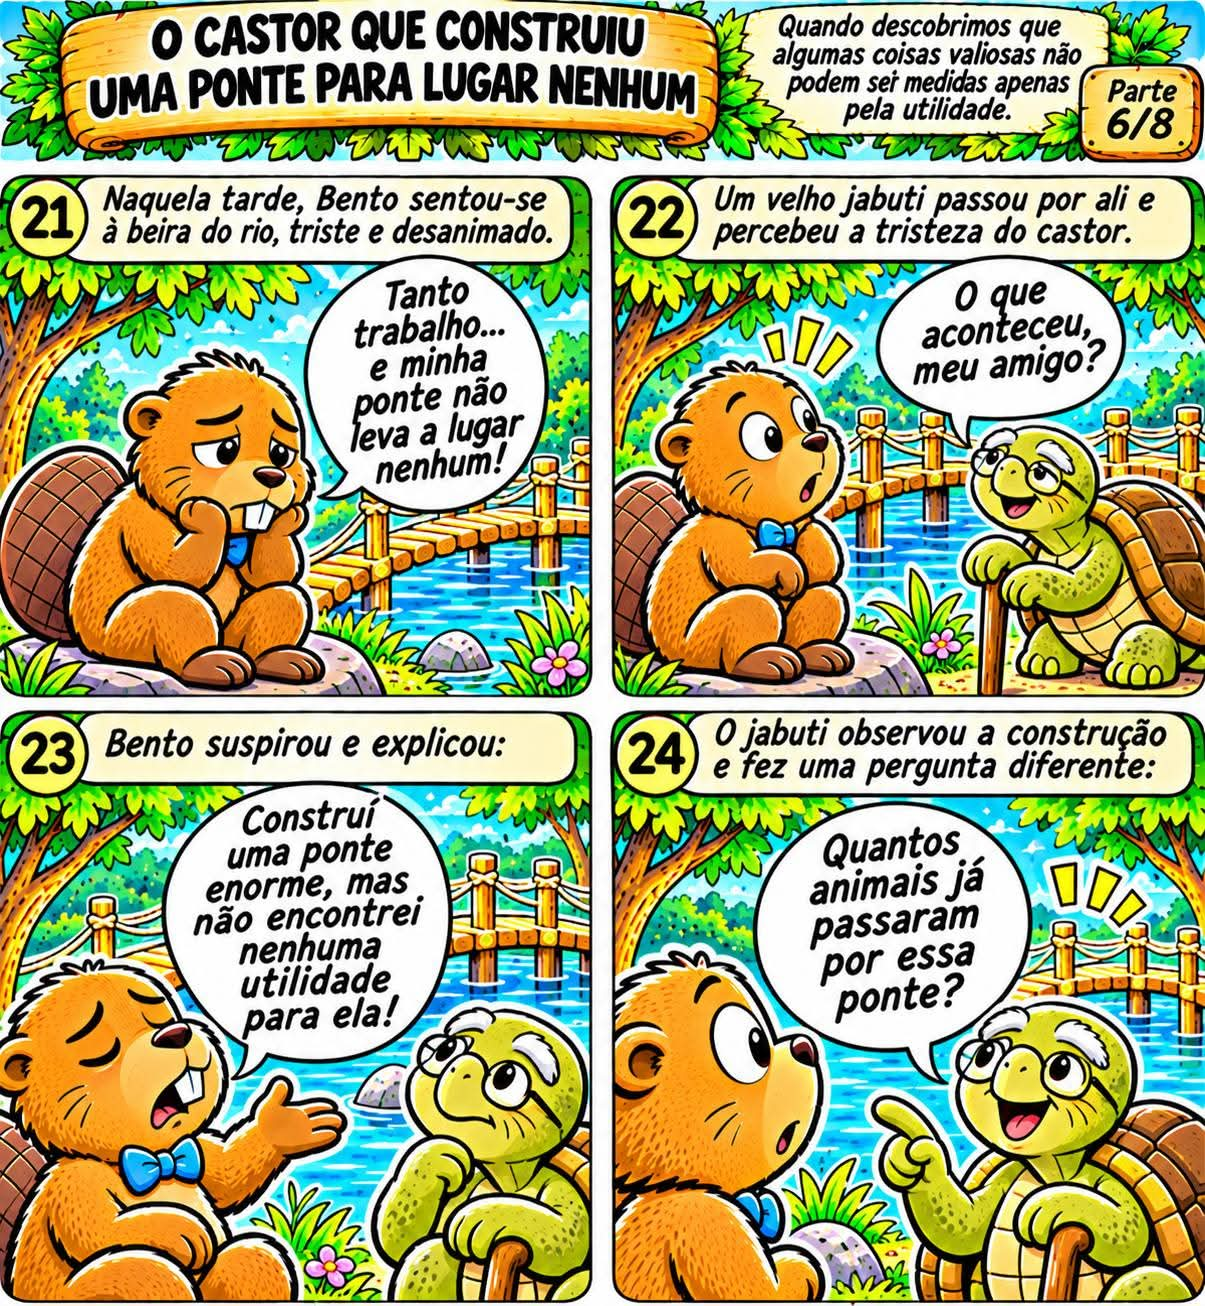 O CASTOR QUE CONSTRUIU
UMA PONTE PARA LUGAR NENHUM
Quando descobrimos que
algumas coisas valiosas não
podem ser medidas apenas
pela utilidade.
Parte
6/8
21
Naquela tarde, Bento sentou-se
à beira do rio, triste e desanimado.
Tanto
trabalho...
e minha
ponte não
leva a lugar
nenhum!
22
Um velho jabuti passou por ali e
percebeu a tristeza do castor.
O que
aconteceu,
meu amigo?
23
Bento suspirou e explicou:
Construí
uma ponte
enorme, mas
não encontrei
nenhuma
utilidade
para ela!
24
O jabuti observou a construção
e fez uma pergunta diferente:
Quantos
animais já
passaram
por essa
ponte?